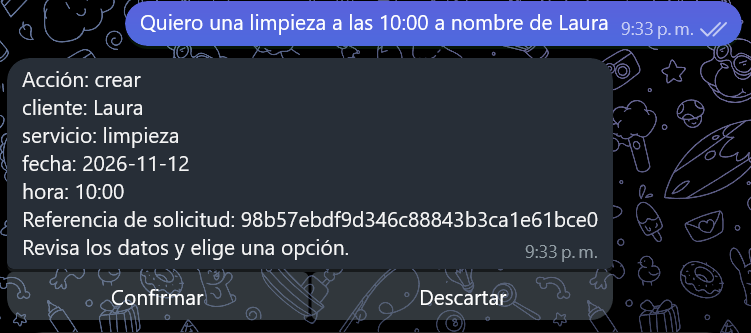 Quiero una limpieza a las 10:00 a nombre de Laura 9:33 p. m.
Acción: crear
cliente: Laura
servicio: limpieza
fecha: 2026-11-12
hora: 10:00
Referencia de solicitud: 98b57ebdf9d346c88843b3ca1e61bce0
Revisa los datos y elige una opción. 9:33 p. m.
Confirmar Descartar